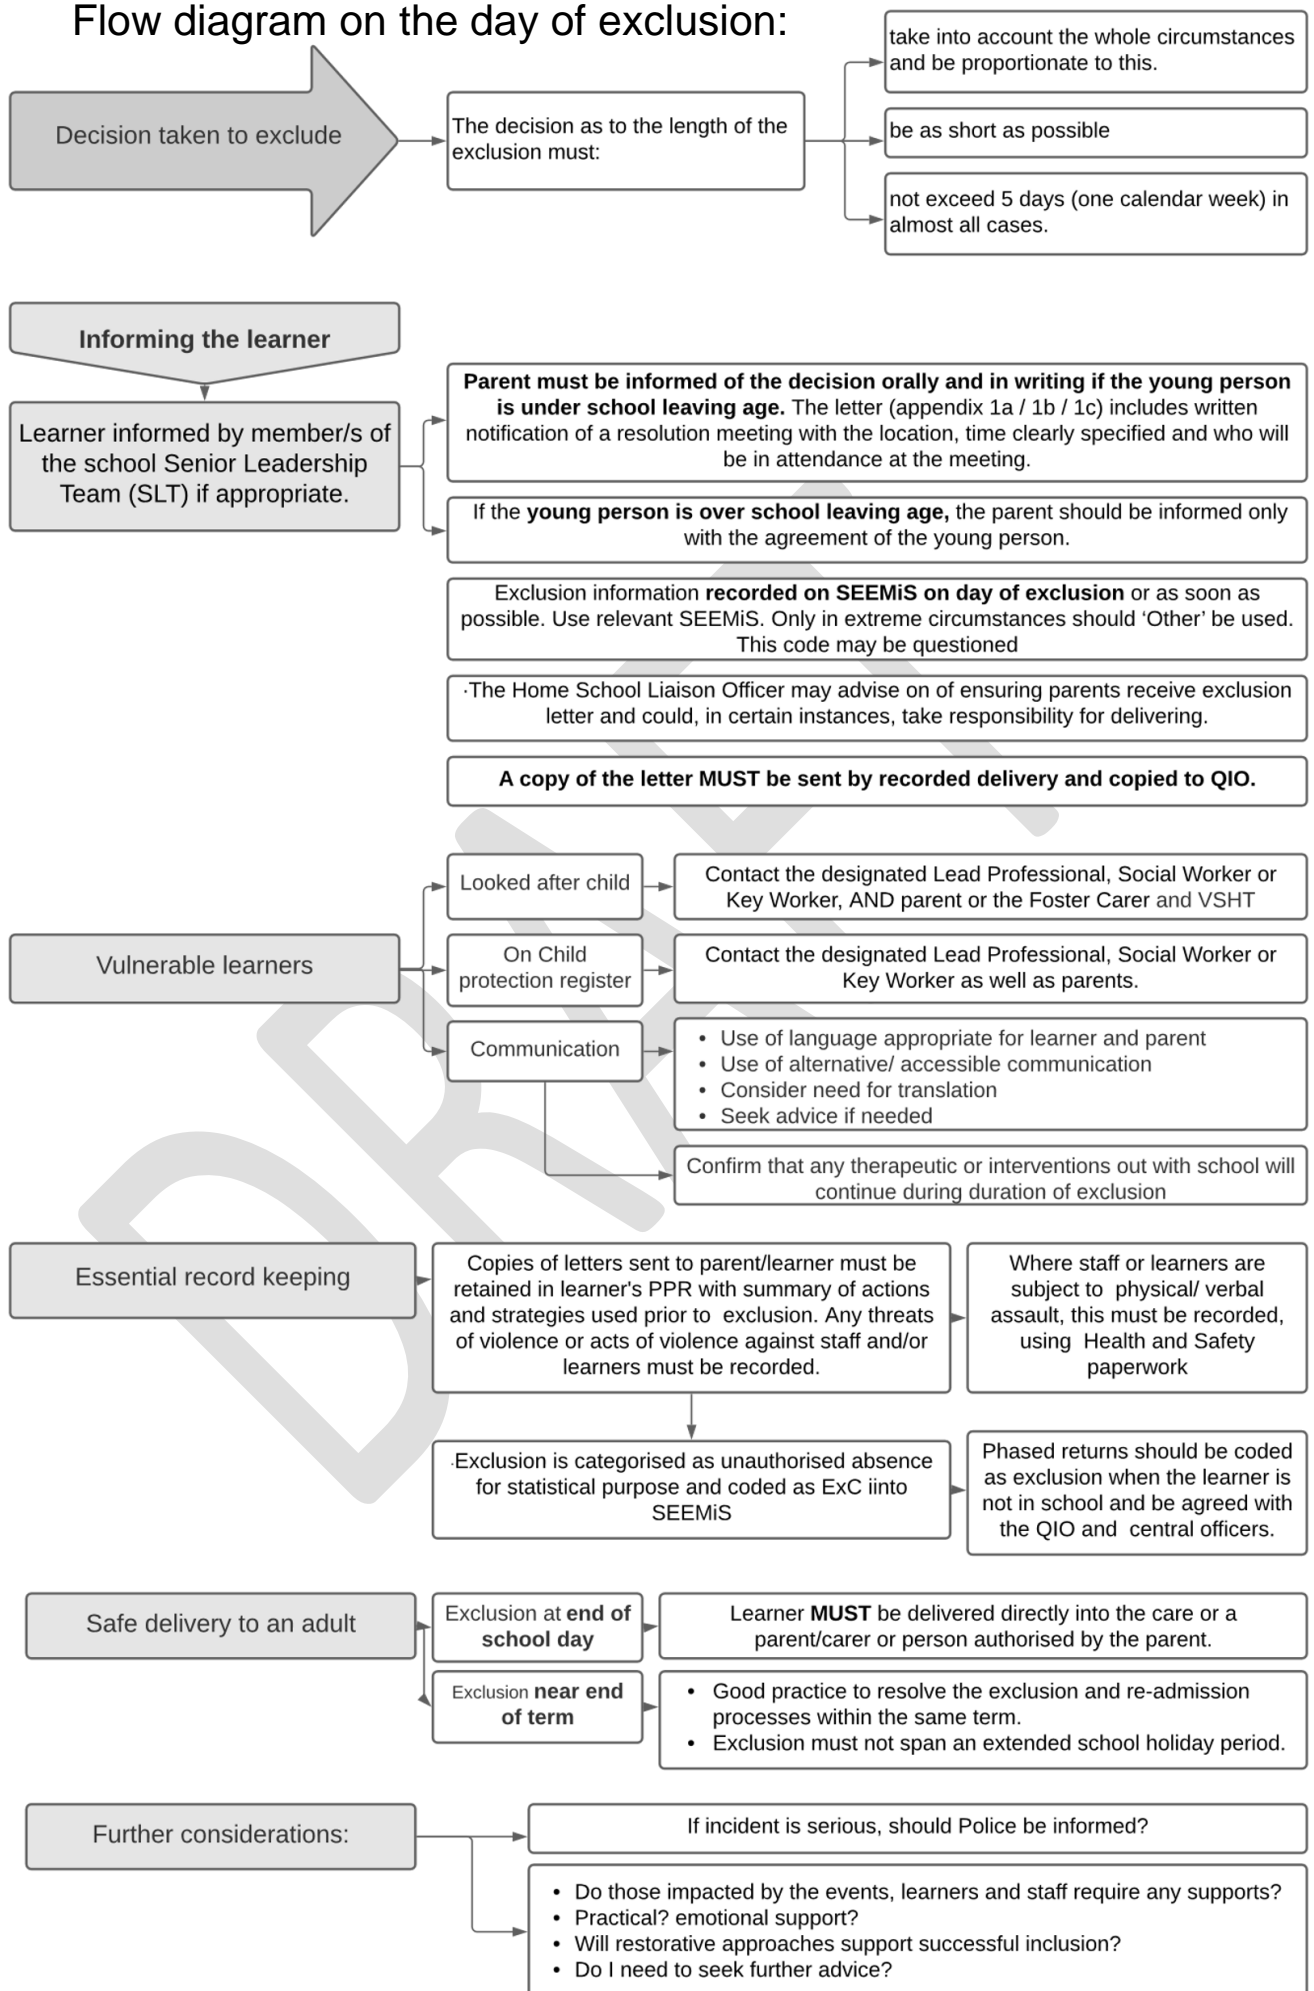 Flow diagram on the day of exclusion:
Decision taken to exclude
The decision as to the length of the
exclusion must:
take into account the whole circumstances
and be proportionate to this.
be as short as possible
not exceed 5 days (one calendar week) in
almost all cases.
Informing the learner
Learner informed by member/s of
the school Senior Leadership
Team (SLT) if appropriate.
Parent must be informed of the decision orally and in writing if the young person
is under school leaving age. The letter (appendix 1a / 1b / 1c) includes written
notification of a resolution meeting with the location, time clearly specified and who will
be in attendance at the meeting.
If the young person is over school leaving age, the parent should be informed only
with the agreement of the young person.
Exclusion information recorded on SEEMiS on day of exclusion or as soon as
possible. Use relevant SEEMiS. Only in extreme circumstances should ‘Other’ be used.
This code may be questioned
·The Home School Liaison Officer may advise on of ensuring parents receive exclusion
letter and could, in certain instances, take responsibility for delivering.
A copy of the letter MUST be sent by recorded delivery and copied to QIO.
Vulnerable learners
Looked after child
Contact the designated Lead Professional, Social Worker or
Key Worker, AND parent or the Foster Carer and VSHT
On Child
protection register
Contact the designated Lead Professional, Social Worker or
Key Worker as well as parents.
Communication
• Use of language appropriate for learner and parent
• Use of alternative/ accessible communication
• Consider need for translation
• Seek advice if needed
Confirm that any therapeutic or interventions out with school will
continue during duration of exclusion
Essential record keeping
Copies of letters sent to parent/learner must be
retained in learner's PPR with summary of actions
and strategies used prior to exclusion. Any threats
of violence or acts of violence against staff and/or
learners must be recorded.
Where staff or learners are
subject to physical/ verbal
assault, this must be recorded,
using Health and Safety
paperwork
·Exclusion is categorised as unauthorised absence
for statistical purpose and coded as ExC iinto
SEEMiS
Phased returns should be coded
as exclusion when the learner is
not in school and be agreed with
the QIO and central officers.
Safe delivery to an adult
Exclusion at end of
school day
Learner MUST be delivered directly into the care or a
parent/carer or person authorised by the parent.
Exclusion near end
of term
• Good practice to resolve the exclusion and re-admission
processes within the same term.
• Exclusion must not span an extended school holiday period.
Further considerations:
If incident is serious, should Police be informed?
• Do those impacted by the events, learners and staff require any supports?
• Practical? emotional support?
• Will restorative approaches support successful inclusion?
• Do I need to seek further advice?
DRAFT